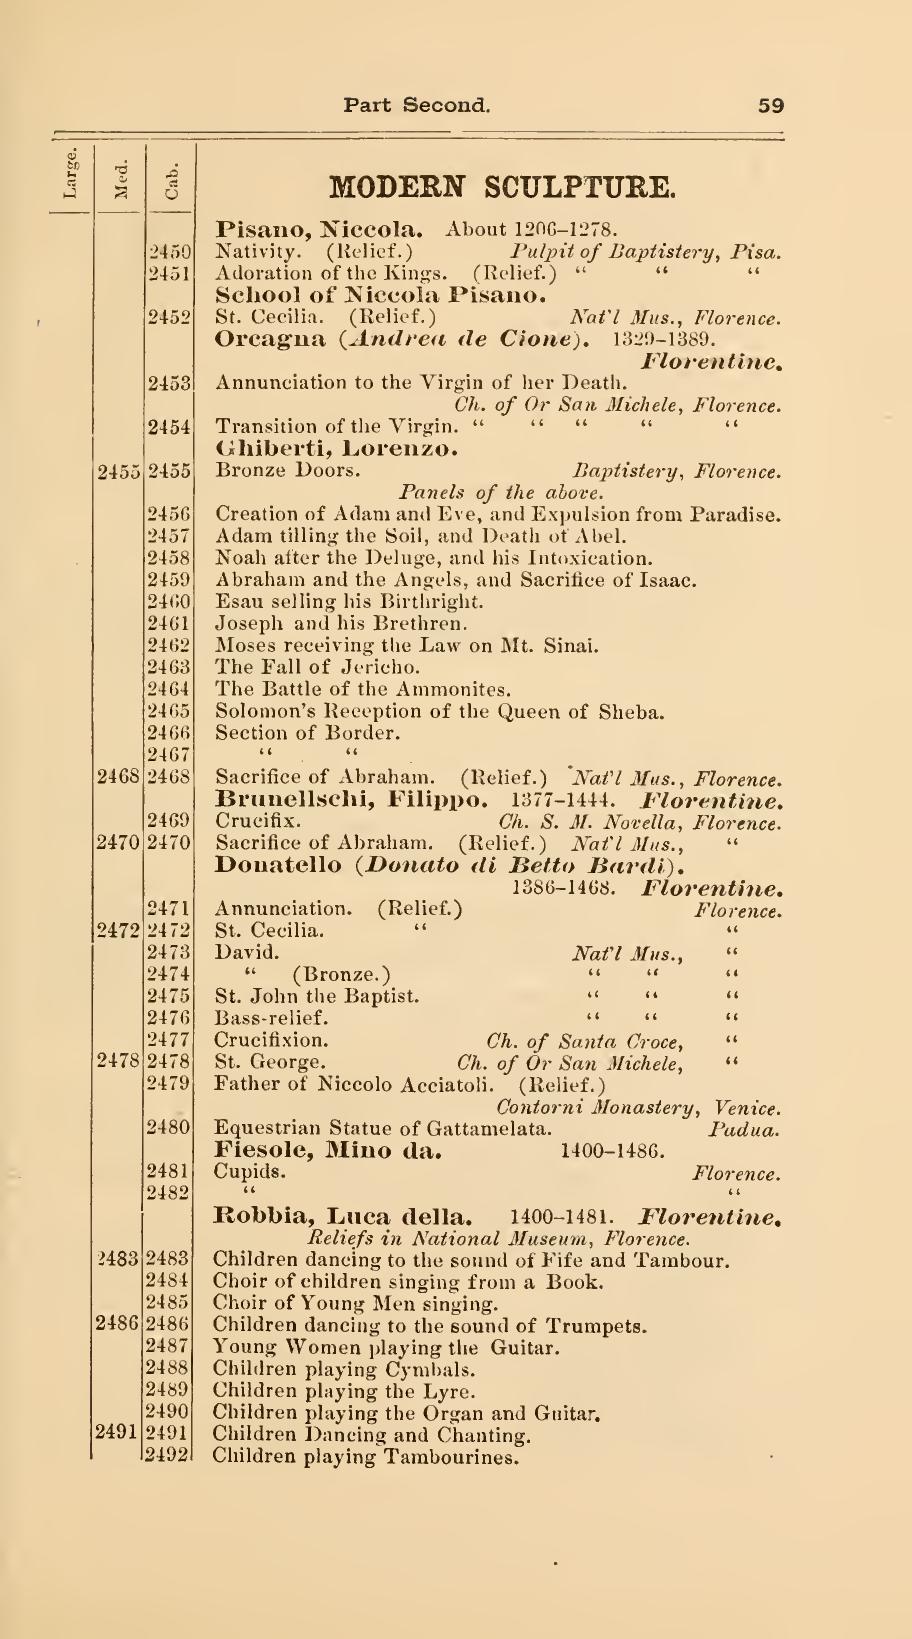 Part Second. 59
Large. Med. Cab.
MODERN SCULPTURE.
Pisano, Niccola. About 1206–1278.
2450 Nativity. (Relief.) Pulpit of Baptistery, Pisa.
2451 Adoration of the Kings. (Relief.) “ “ “
School of Niccola Pisano.
2452 St. Cecilia. (Relief.) Nat'l Mus., Florence.
Orcagna (Andrea de Cione). 1329–1389.
Florentine.
2453 Annunciation to the Virgin of her Death.
Ch. of Or San Michele, Florence.
2454 Transition of the Virgin. “ “ “ “ “
Ghiberti, Lorenzo.
2455 2455 Bronze Doors. Baptistery, Florence.
Panels of the above.
2456 Creation of Adam and Eve, and Expulsion from Paradise.
2457 Adam tilling the Soil, and Death of Abel.
2458 Noah after the Deluge, and his Intoxication.
2459 Abraham and the Angels, and Sacrifice of Isaac.
2460 Esau selling his Birthright.
2461 Joseph and his Brethren.
2462 Moses receiving the Law on Mt. Sinai.
2463 The Fall of Jericho.
2464 The Battle of the Ammonites.
2465 Solomon's Reception of the Queen of Sheba.
2466 Section of Border.
2467 “ “
2468 2468 Sacrifice of Abraham. (Relief.) Nat'l Mus., Florence.
Brunellschi, Filippo. 1377–1444. Florentine.
2469 Crucifix. Ch. S. M. Novella, Florence.
2470 2470 Sacrifice of Abraham. (Relief.) Nat'l Mus., “
Donatello (Donato di Betto Bardi).
1386–1468. Florentine.
2471 Annunciation. (Relief.) Florence.
2472 2472 St. Cecilia. “ “
2473 David. Nat'l Mus., “
2474 “ (Bronze.) “ “ “
2475 St. John the Baptist. “ “ “
2476 Bass-relief. “ “ “
2477 Crucifixion. Ch. of Santa Croce, “
2478 2478 St. George. Ch. of Or San Michele, “
2479 Father of Niccolo Acciatoli. (Relief.)
Contorni Monastery, Venice.
2480 Equestrian Statue of Gattamelata. Padua.
Fiesole, Mino da. 1400–1486.
2481 Cupids. Florence.
2482 “ “
Robbia, Luca della. 1400–1481. Florentine.
Reliefs in National Museum, Florence.
2483 2483 Children dancing to the sound of Fife and Tambour.
2484 Choir of children singing from a Book.
2485 Choir of Young Men singing.
2486 2486 Children dancing to the sound of Trumpets.
2487 Young Women playing the Guitar.
2488 Children playing Cymbals.
2489 Children playing the Lyre.
2490 Children playing the Organ and Guitar.
2491 2491 Children Dancing and Chanting.
2492 Children playing Tambourines.